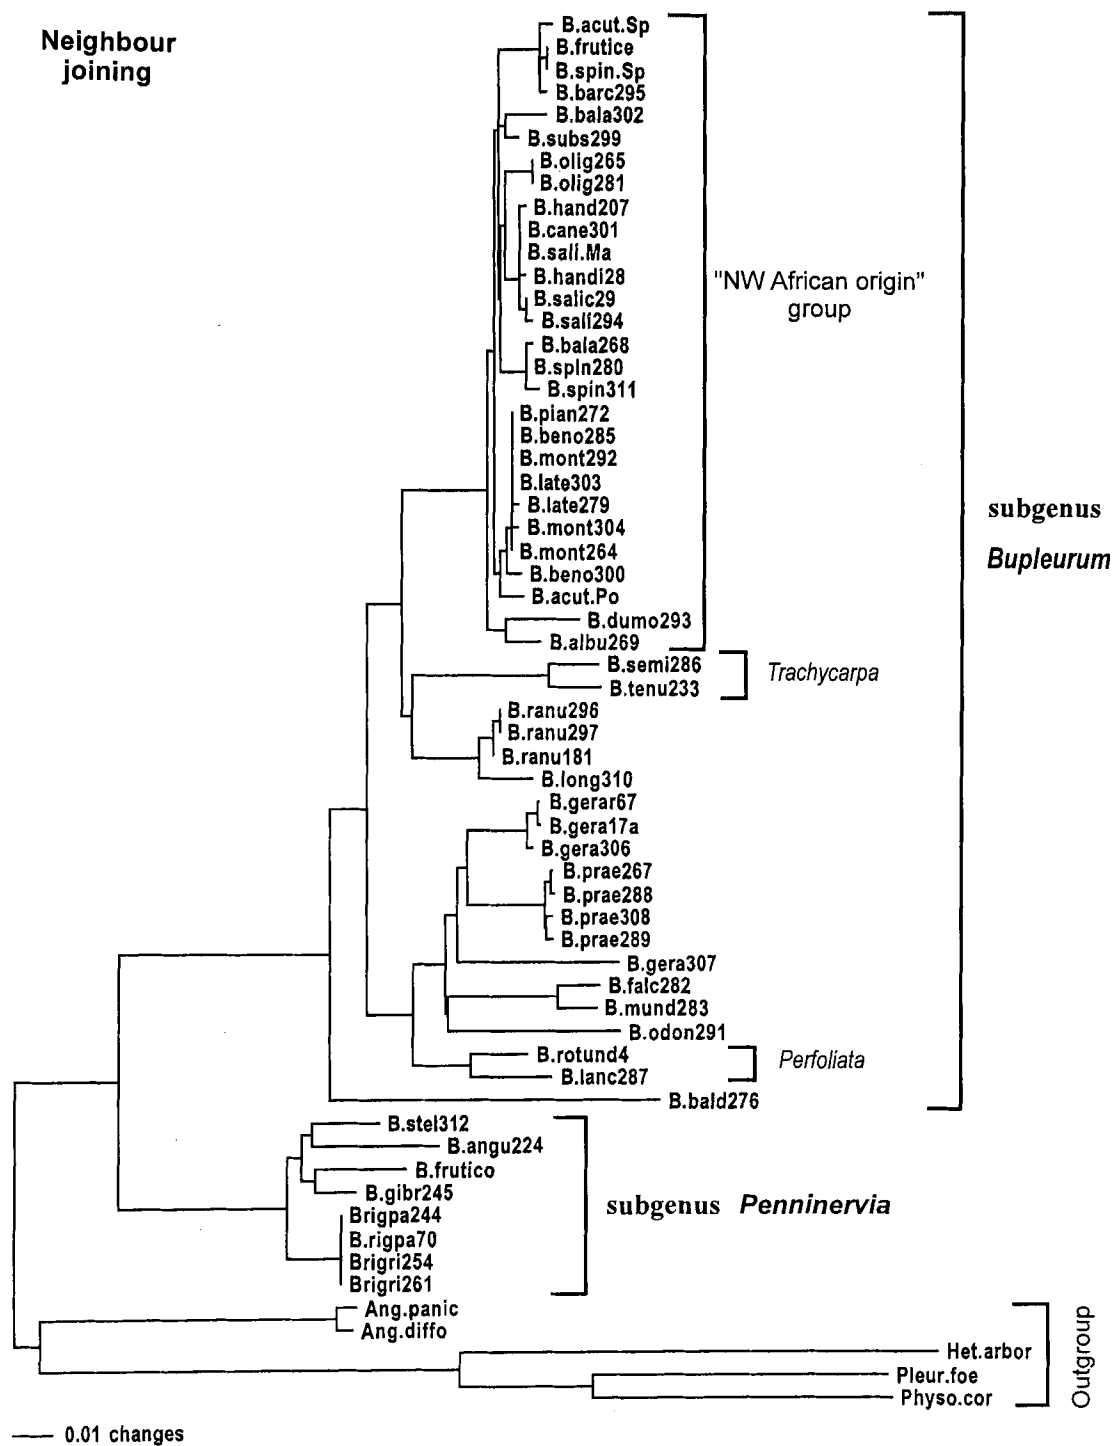 Neighbour
joining
B.acut.Sp
B.frutice
B.spin.Sp
B.barc295
B.bala302
B.subs299
B.olig265
B.olig281
B.hand207
B.cane301
B.sali.Ma
B.handi28
B.salic29
B.sali294
B.bala268
B.spin280
B.spin311
B.pian272
B.beno285
B.mont292
B.late303
B.late279
B.mont304
B.mont264
B.beno300
B.acut.Po
B.dumo293
B.albu269
"NW African origin"
group
B.semi286
B.tenu233
Trachycarpa
B.ranu296
B.ranu297
B.ranu181
B.long310
B.gerar67
B.gera17a
B.gera306
B.prae267
B.prae288
B.prae308
B.prae289
B.gera307
B.falc282
B.mund283
B.odon291
B.rotund4
B.lanc287
Perfoliata
B.bald276
subgenus
Bupleurum
B.stel312
B.angu224
B.frutico
B.gibr245
Brigpa244
B.rigpa70
Brigri254
Brigri261
subgenus Penninervia
Ang.panic
Ang.diffo
Het.arbor
Pleur.foe
Physo.cor
Outgroup
0.01 changes